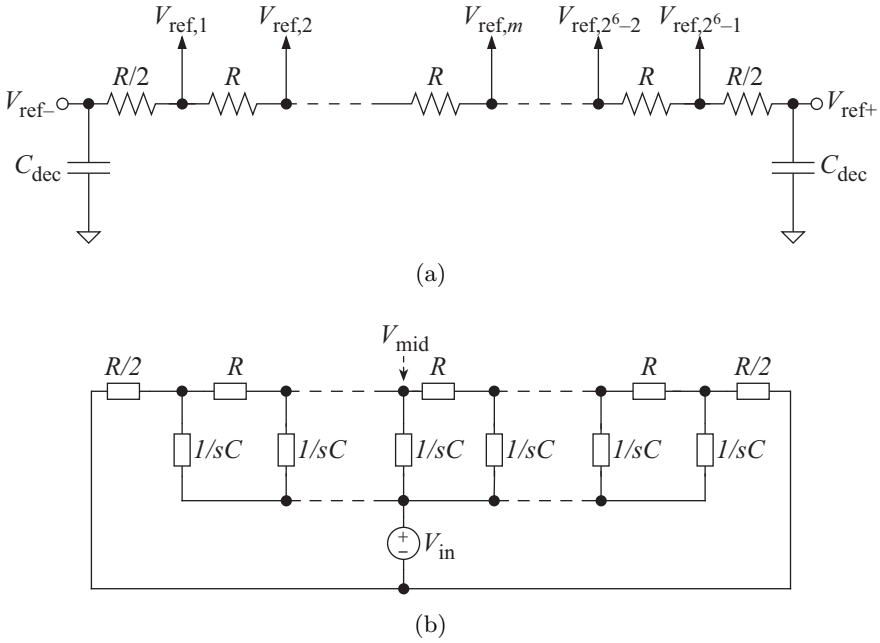 V_ref,1 V_ref,2 V_ref,m V_ref,2^6–2 V_ref,2^6–1
R/2 R R R R/2
V_ref– V_ref+
C_dec C_dec
(a)
V_mid
R/2 R R R R/2
1/sC 1/sC 1/sC 1/sC 1/sC 1/sC
+
– V_in
(b)